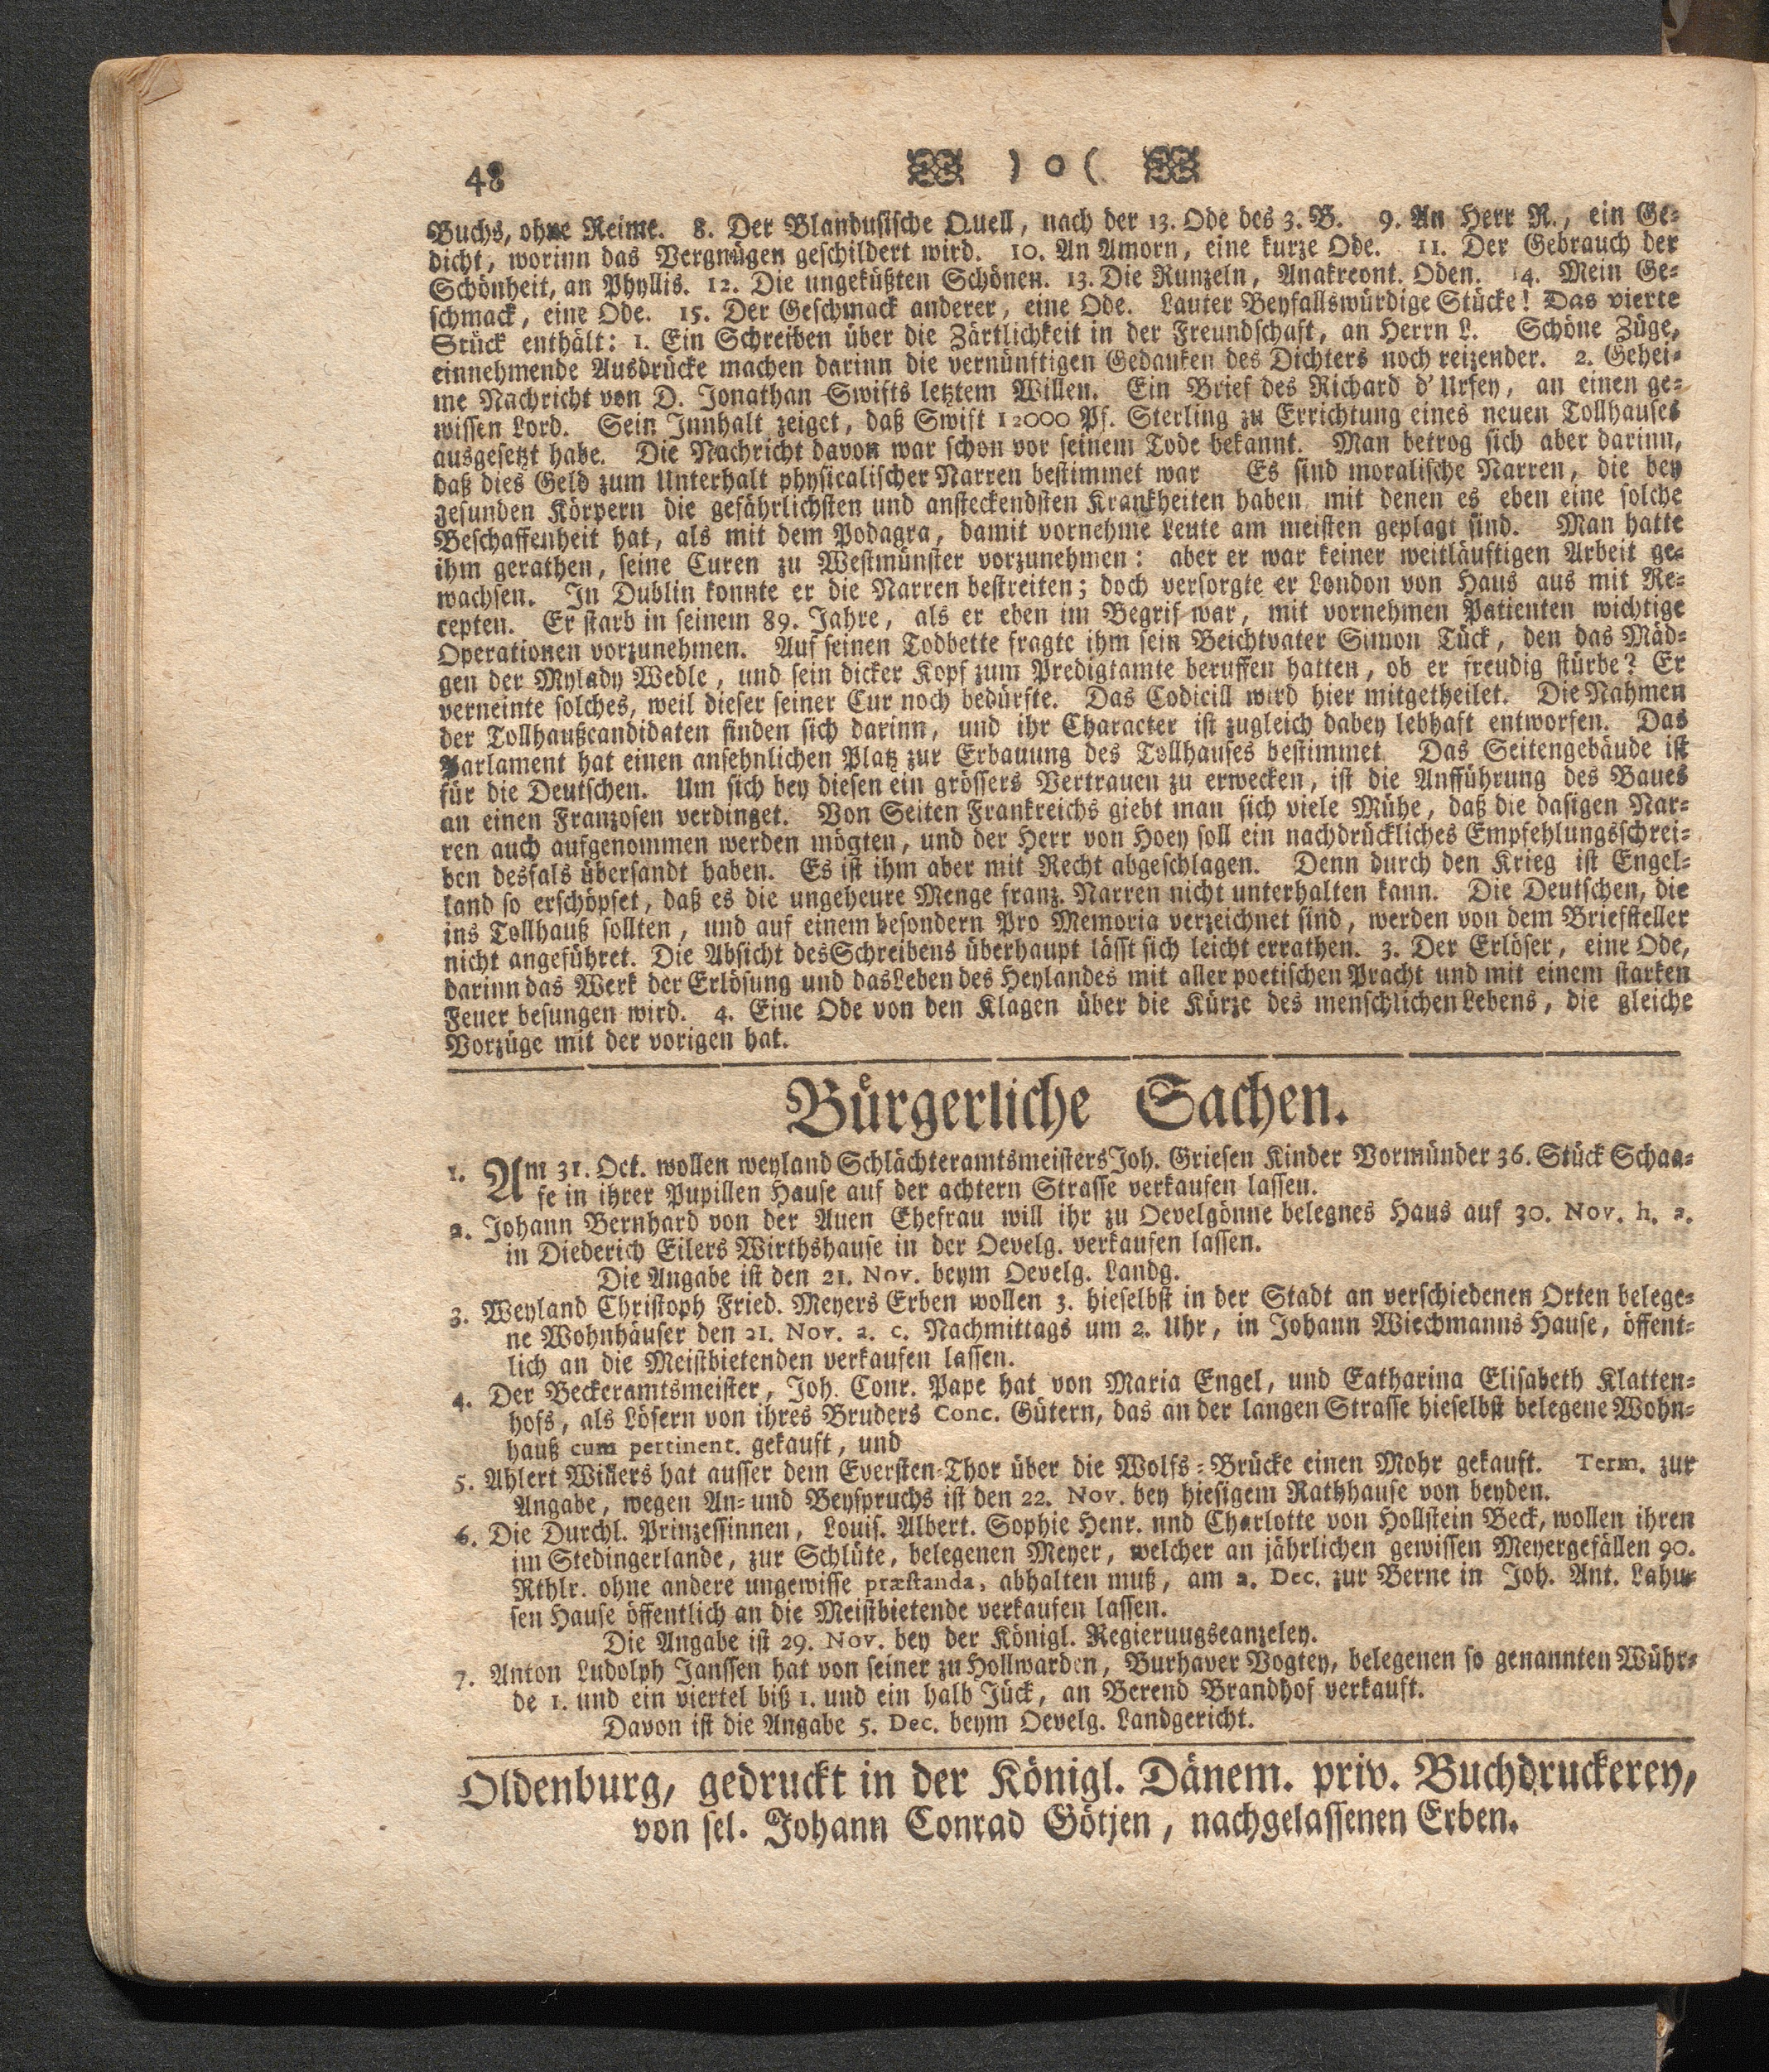 48 ) o (
Buchs, ohne Reime. 8. Der Blandusische Quell, nach der 13. Ode des 3. B. 9. An Herr R., ein Ge-
dicht, worinn das Vergnügen geschildert wird. 10. An Amorn, eine kurze Ode. 11. Der Gebrauch der
Schönheit, an Phyllis. 12. Die ungeküßten Schönen. 13. Die Runzeln, Anakreont. Oden. 14. Mein Ge-
schmack, eine Ode. 15. Der Geschmack anderer, eine Ode. Lauter Beyfallswürdige Stücke! Das vierte
Stück enthält: 1. Ein Schreiben über die Zärtlichkeit in der Freundschaft, an Herrn L. Schöne Züge,
einnehmende Ausdrücke machen darinn die vernünftigen Gedanken des Dichters noch reizender. 2. Gehei-
me Nachricht von D. Jonathan Swifts letztem Willen. Ein Brief des Richard d'Urfey, an einen ge-
wissen Lord. Sein Innhalt zeiget, daß Swift 12000 Pf. Sterling zu Errichtung eines neuen Tollhauses
ausgesetzt habe. Die Nachricht davon war schon vor seinem Tode bekannt. Man betrog sich aber darinn,
daß dies Geld zum Unterhalt physicalischer Narren bestimmet war Es sind moralische Narren, die bey
gesunden Körpern die gefährlichsten und ansteckendsten Krankheiten haben mit denen es eben eine solche
Beschaffenheit hat, als mit dem Podagra, damit vornehme Leute am meisten geplagt sind. Man hatte
ihm gerathen, seine Curen zu Westmünster vorzunehmen: aber er war keiner weitläuftigen Arbeit ge-
wachsen. In Dublin konnte er die Narren bestreiten; doch versorgte er London von Haus aus mit Re-
cepten. Er starb in seinem 89. Jahre, als er eben im Begrif war, mit vornehmen Patienten wichtige
Operationen vorzunehmen. Auf seinen Todbette fragte ihm sein Beichtvater Simon Tück, den das Mäd-
gen der Mylady Wedle, und sein dicker Kopf zum Predigtamte beruffen hatten, ob er freudig stürbe? Er
verneinte solches, weil dieser seiner Cur noch bedürfte. Das Codicill wird hier mitgetheilet. Die Nahmen
der Tollhaußcandidaten finden sich darinn, und ihr Character ist zugleich dabey lebhaft entworfen. Das
Parlament hat einen ansehnlichen Platz zur Erbauung des Tollhauses bestimmet Das Seitengebäude ist
für die Deutschen. Um sich bey diesen ein grössers Vertrauen zu erwecken, ist die Anfführung des Baues
an einen Franzosen verdinget. Von Seiten Frankreichs giebt man sich viele Mühe, daß die dasigen Nar-
ren auch aufgenommen werden mögten, und der Herr von Hoey soll ein nachdrückliches Empfehlungsschrei-
ben desfals übersandt haben. Es ist ihm aber mit Recht abgeschlagen. Denn durch den Krieg ist Engel-
land so erschöpfet, daß es die ungeheure Menge franz. Narren nicht unterhalten kann. Die Deutschen, die
ins Tollhauß sollten, und auf einem besondern Pro Memoria verzeichnet sind, werden von dem Briefsteller
nicht angeführet. Die Absicht des Schreibens überhaupt lässt sich leicht errathen. 3. Der Erlöser, eine Ode,
darinn das Werk der Erlösung und das Leben des Heylandes mit aller poetischen Pracht und mit einem starken
Feuer besungen wird. 4. Eine Ode von den Klagen über die Kürze des menschlichen Lebens, die gleiche
Vorzüge mit der vorigen hat.
Bürgerliche Sachen.
1. Am 31. Oct. wollen weyland Schlächteramtsmeisters Joh. Griesen Kinder Vormünder 36. Stück Schaa-
fe in ihrer Pupillen Hause auf der achtern Strasse verkaufen lassen.
2. Johann Bernhard von der Auen Ehefrau will ihr zu Oevelgönne belegnes Haus auf 30. Nov. h. a.
in Diederich Eilers Wirthshause in der Oevelg. verkaufen lassen.
Die Angabe ist den 21. Nov. beym Oevelg. Landg.
3. Weyland Christoph Fried. Meyers Erben wollen 3. hieselbst in der Stadt an verschiedenen Orten belege-
ne Wohnhäuser den 21. Nov. a. c. Nachmittags um 2. Uhr, in Johann Wiechmanns Hause, öffent-
lich an die Meistbietenden verkaufen lassen.
4. Der Beckeramtsmeister, Joh. Conr. Pape hat von Maria Engel, und Eatharina Elisabeth Klatten-
hofs, als Lösern von ihres Bruders Conc. Gütern, das an der langen Strasse hieselbst belegene Wohn-
hauß cum pertinent. gekauft, und
5. Ahlert Willers hat ausser dem Eversten-Thor über die Wolfs-Brücke einen Mohr gekauft. Term. zur
Angabe, wegen An- und Beyspruchs ist den 22. Nov. bey hiesigem Rathhause von beyden.
6. Die Durchl. Prinzessinnen, Louis. Albert. Sophie Henr. nnd Charlotte von Hollstein Beck, wollen ihren
im Stedingerlande, zur Schlüte, belegenen Meyer, welcher an jährlichen gewissen Meyergefällen 90.
Rthlr. ohne andere ungewisse præstanda, abhalten muß, am 2. Dec. zur Berne in Joh. Ant. Lahu-
sen Hause öffentlich an die Meistbietende verkaufen lassen.
Die Angabe ist 29. Nov. bey der Königl. Regieruugseanzeley.
7. Anton Ludolph Janssen hat von seiner zu Hollwarden, Burhaver Vogtey, belegenen so genannten Wühr-
de 1. und ein viertel biß 1. und ein halb Jück, an Berend Brandhof verkauft.
Davon ist die Angabe 5. Dec. beym Oevelg. Landgericht.
Oldenburg, gedruckt in der Königl. Dänem. priv. Buchdruckerey,
von sel. Johann Conrad Götjen, nachgelassenen Erben.